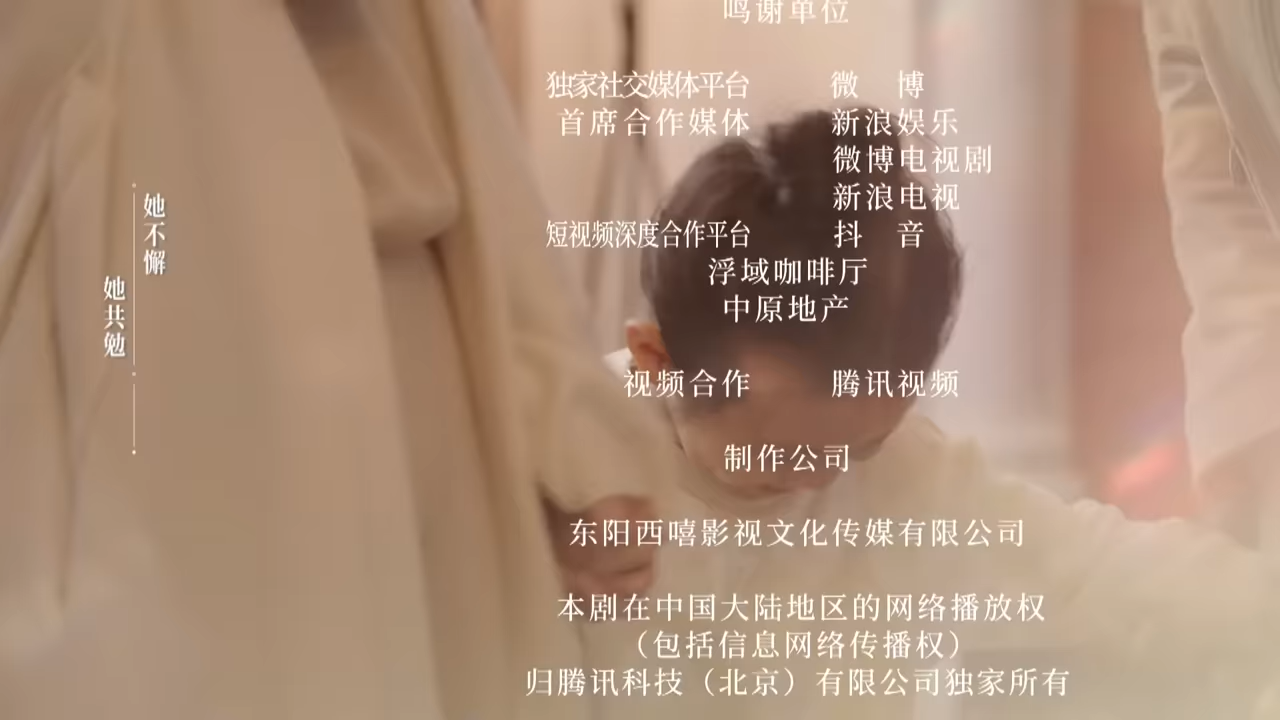 鸣谢单位
独家社交媒体平台 微 博
首席合作媒体 新浪娱乐
微博电视剧
新浪电视
短视频深度合作平台 抖 音
浮域咖啡厅
中原地产
视频合作 腾讯视频
制作公司
东阳西嘻影视文化传媒有限公司
本剧在中国大陆地区的网络播放权
（包括信息网络传播权）
归腾讯科技（北京）有限公司独家所有
她不懈
她共勉